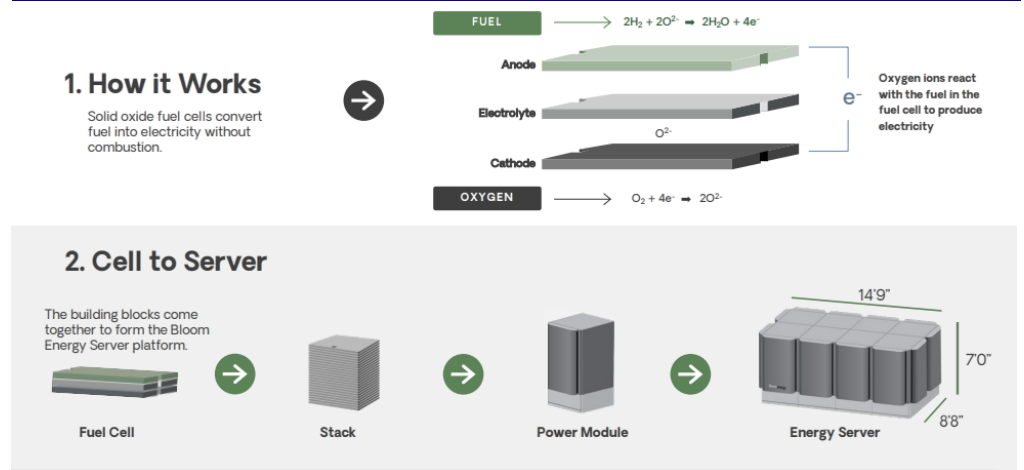 FUEL
2H₂ + 2O²⁻ ➡ 2H₂O + 4e⁻
Anode
1. How it Works
Solid oxide fuel cells convert
fuel into electricity without
combustion.
Electrolyte
O²⁻
e⁻
Oxygen ions react
with the fuel in the
fuel cell to produce
electricity
Cathode
OXYGEN
O₂ + 4e⁻ ➡ 2O²⁻
2. Cell to Server
The building blocks come
together to form the Bloom
Energy Server platform.
14'9"
7'0"
8'8"
Fuel Cell
Stack
Power Module
Energy Server